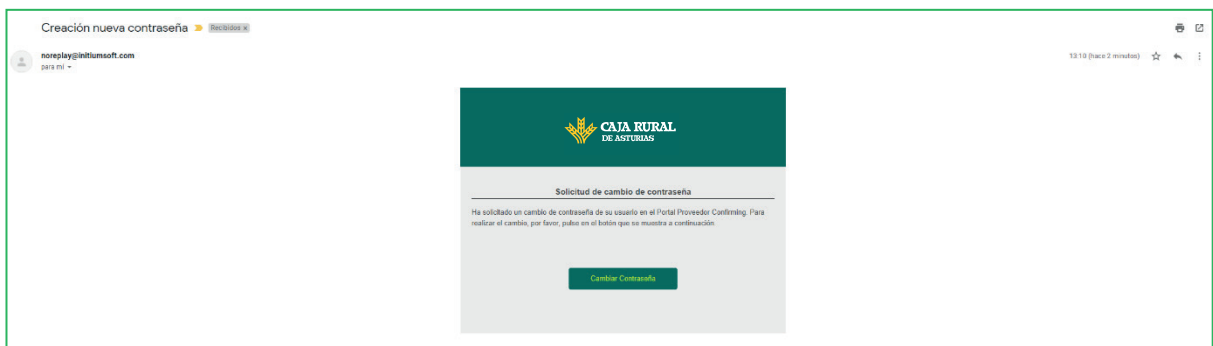 Creación nueva contraseña
Recibidos x
noreplay@initiumsoft.com
para mí
13:10 (hace 2 minutos)
CAJA RURAL
DE ASTURIAS
Solicitud de cambio de contraseña
Ha solicitado un cambio de contraseña de su usuario en el Portal Proveedor Confirming. Para
realizar el cambio, por favor, pulse en el botón que se muestra a continuación
Cambiar Contraseña